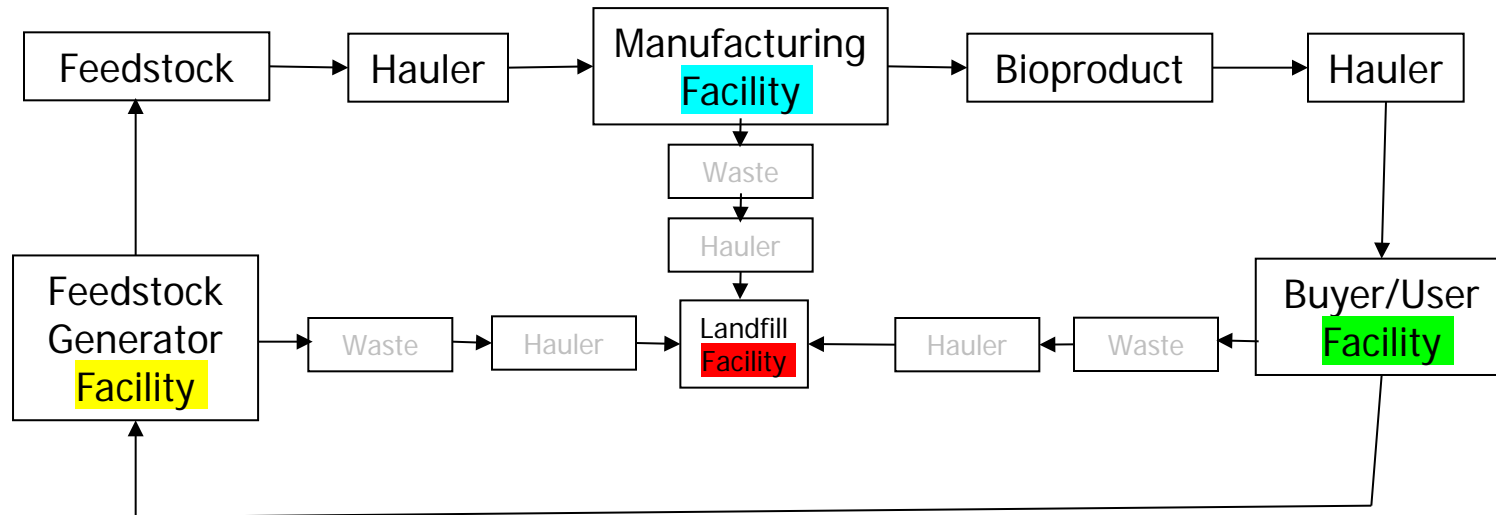 Feedstock
Hauler
Manufacturing
Facility
Bioproduct
Hauler
Waste
Hauler
Feedstock
Generator
Facility
Waste
Hauler
Landfill
Facility
Hauler
Waste
Buyer/User
Facility